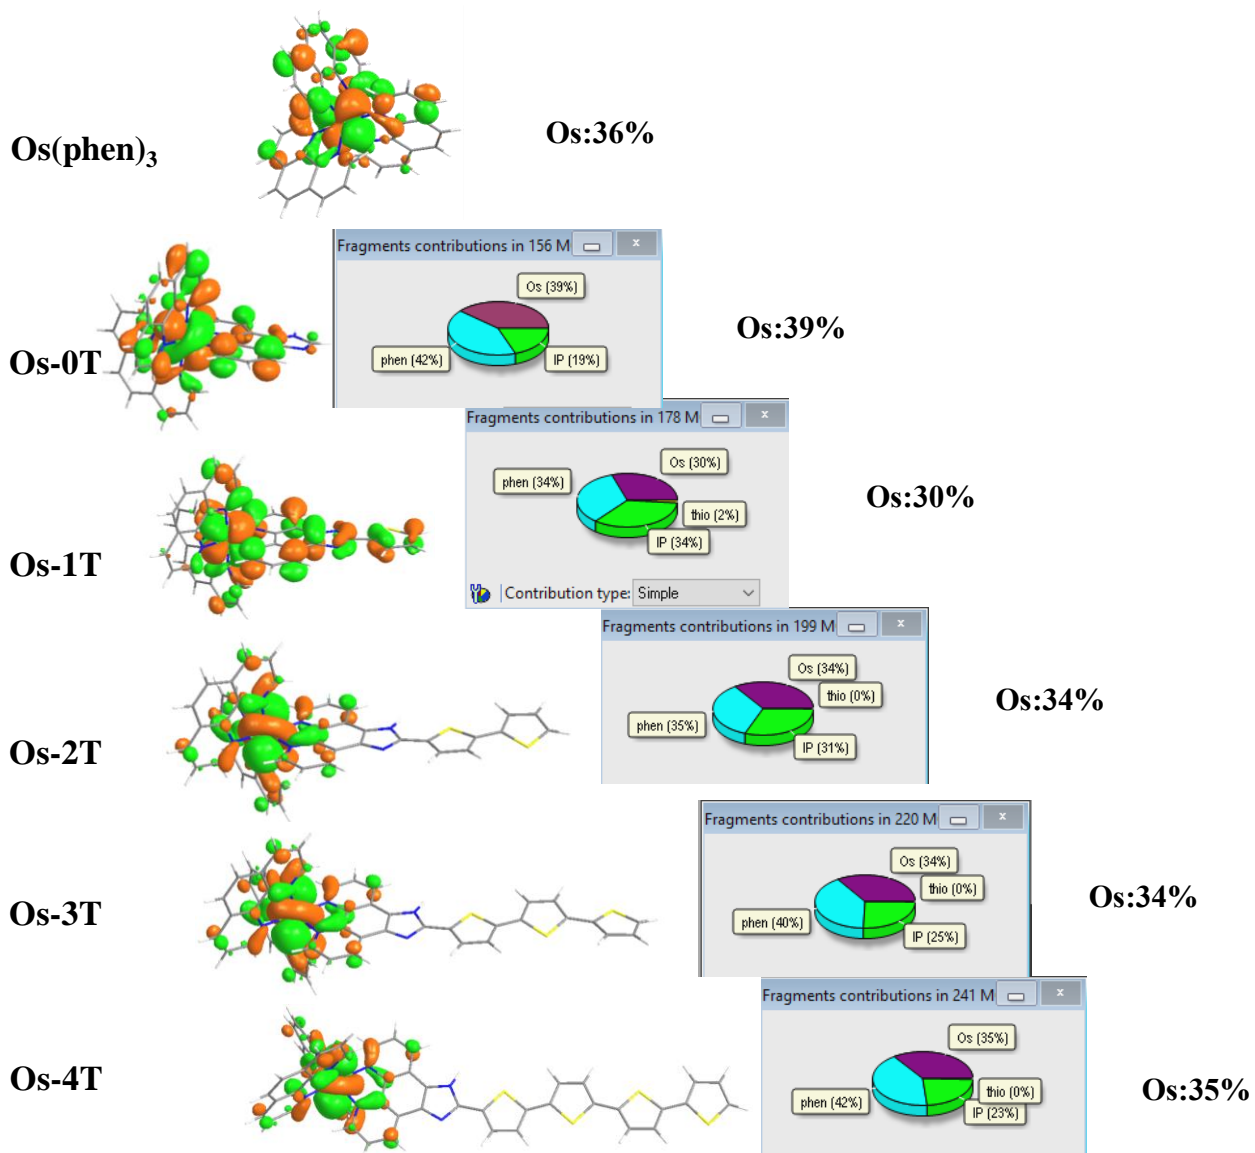 Os(phen)3
Os:36%
Os-0T
Fragments contributions in 156 M
x
Os (39%)
phen (42%)
IP (19%)
Os:39%
Os-1T
Fragments contributions in 178 M
x
Os (30%)
phen (34%)
thio (2%)
IP (34%)
Contribution type: Simple
Os:30%
Os-2T
Fragments contributions in 199 M
x
Os (34%)
thio (0%)
phen (35%)
IP (31%)
Os:34%
Os-3T
Fragments contributions in 220 M
x
Os (34%)
thio (0%)
phen (40%)
IP (25%)
Os:34%
Os-4T
Fragments contributions in 241 M
x
Os (35%)
thio (0%)
phen (42%)
IP (23%)
Os:35%